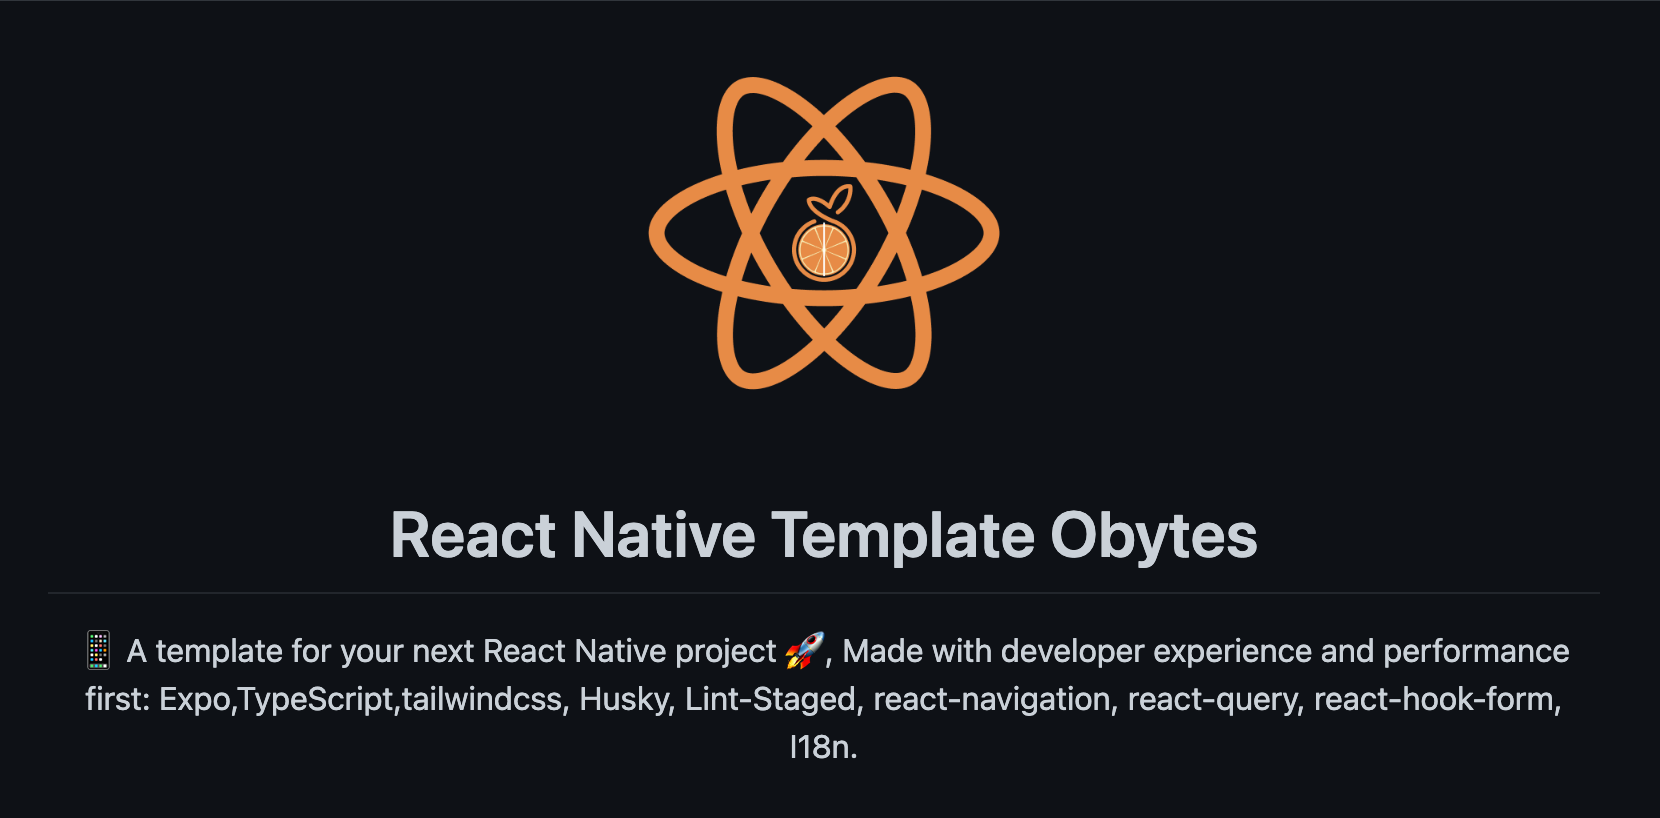 React Native Template Obytes
📱 A template for your next React Native project 🚀, Made with developer experience and performance
first: Expo,TypeScript,tailwindcss, Husky, Lint-Staged, react-navigation, react-query, react-hook-form,
I18n.